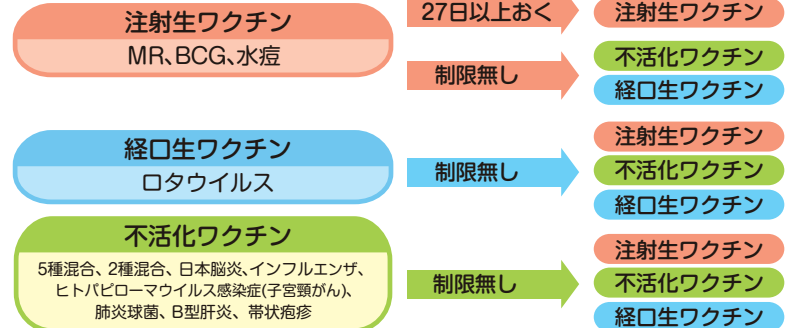 注射生ワクチン
MR、BCG、水痘
27日以上おく
注射生ワクチン
制限無し
不活化ワクチン
経口生ワクチン
経口生ワクチン
ロタウイルス
制限無し
注射生ワクチン
不活化ワクチン
経口生ワクチン
不活化ワクチン
5種混合、2種混合、日本脳炎、インフルエンザ、
ヒトパピローマウイルス感染症(子宮頸がん)、
肺炎球菌、B型肝炎、帯状疱疹
制限無し
注射生ワクチン
不活化ワクチン
経口生ワクチン